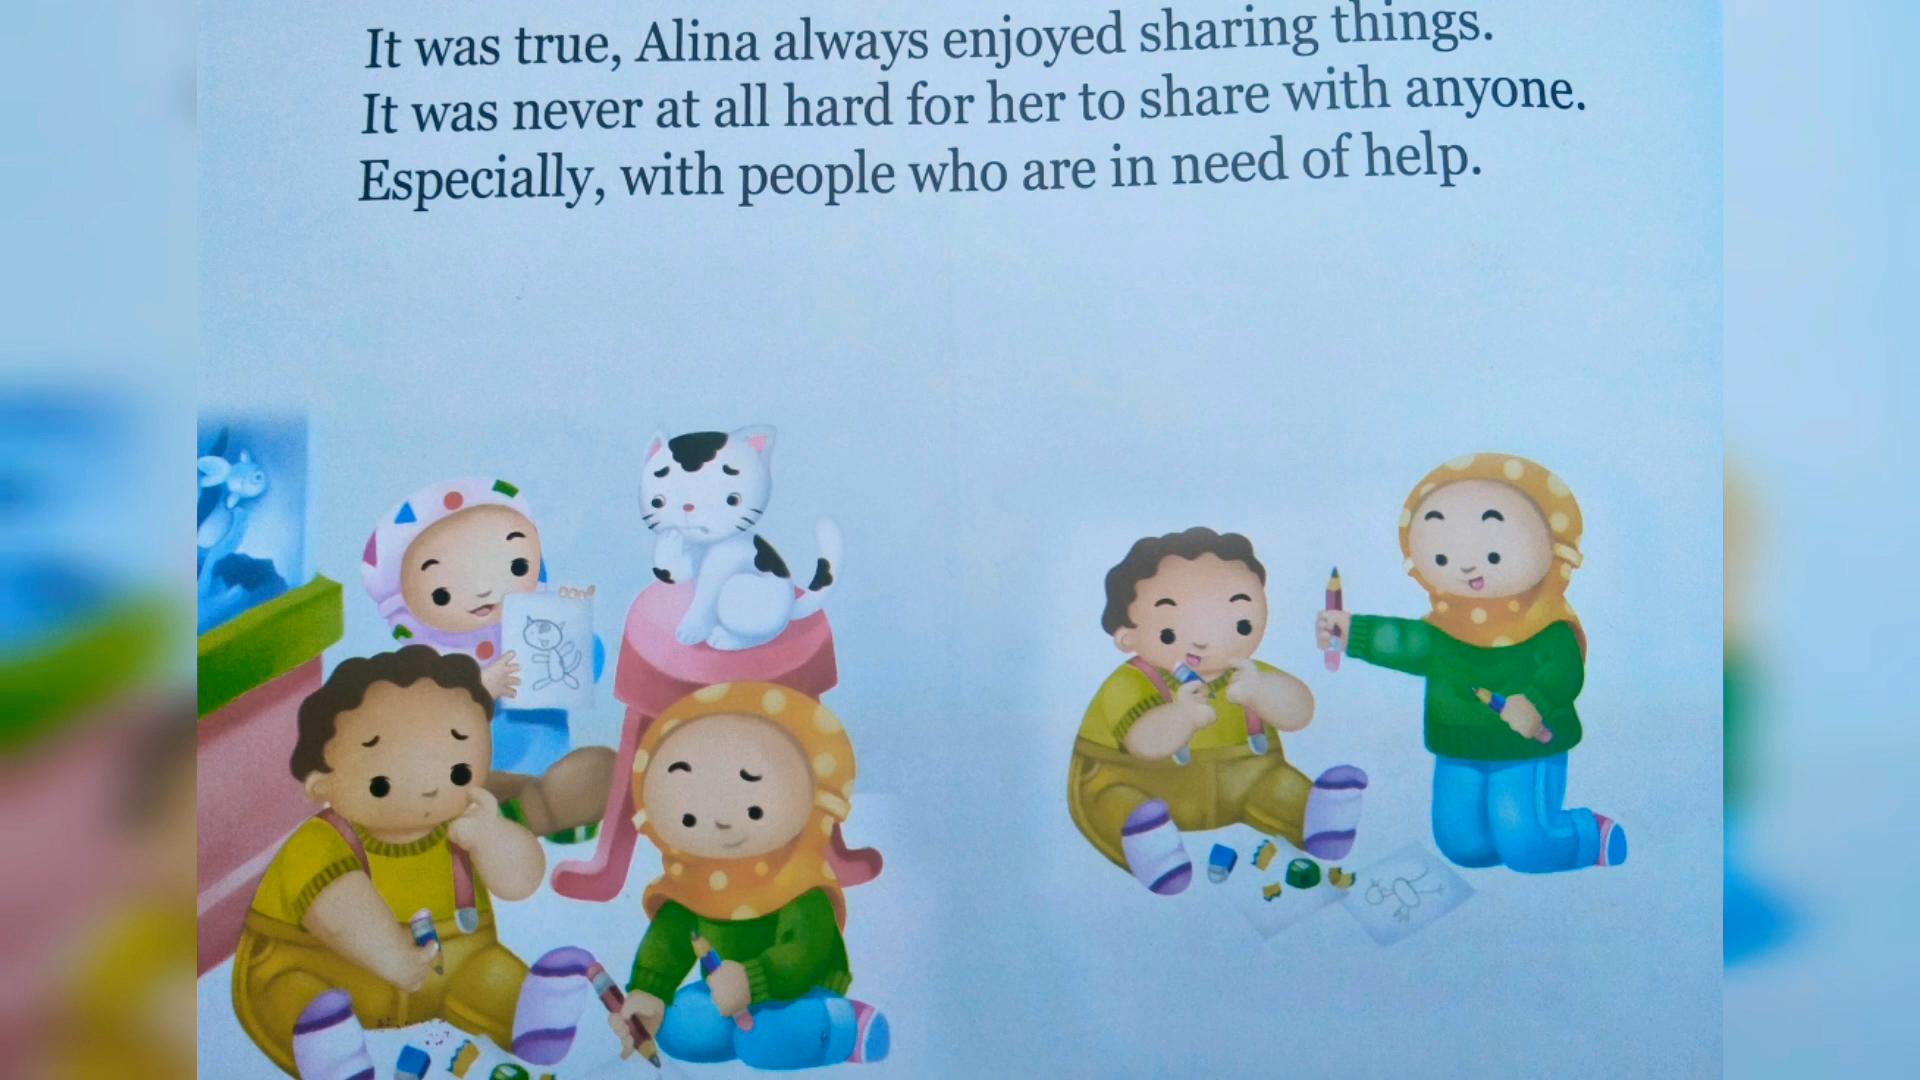 It was true, Alina always enjoyed sharing things.
It was never at all hard for her to share with anyone.
Especially, with people who are in need of help.